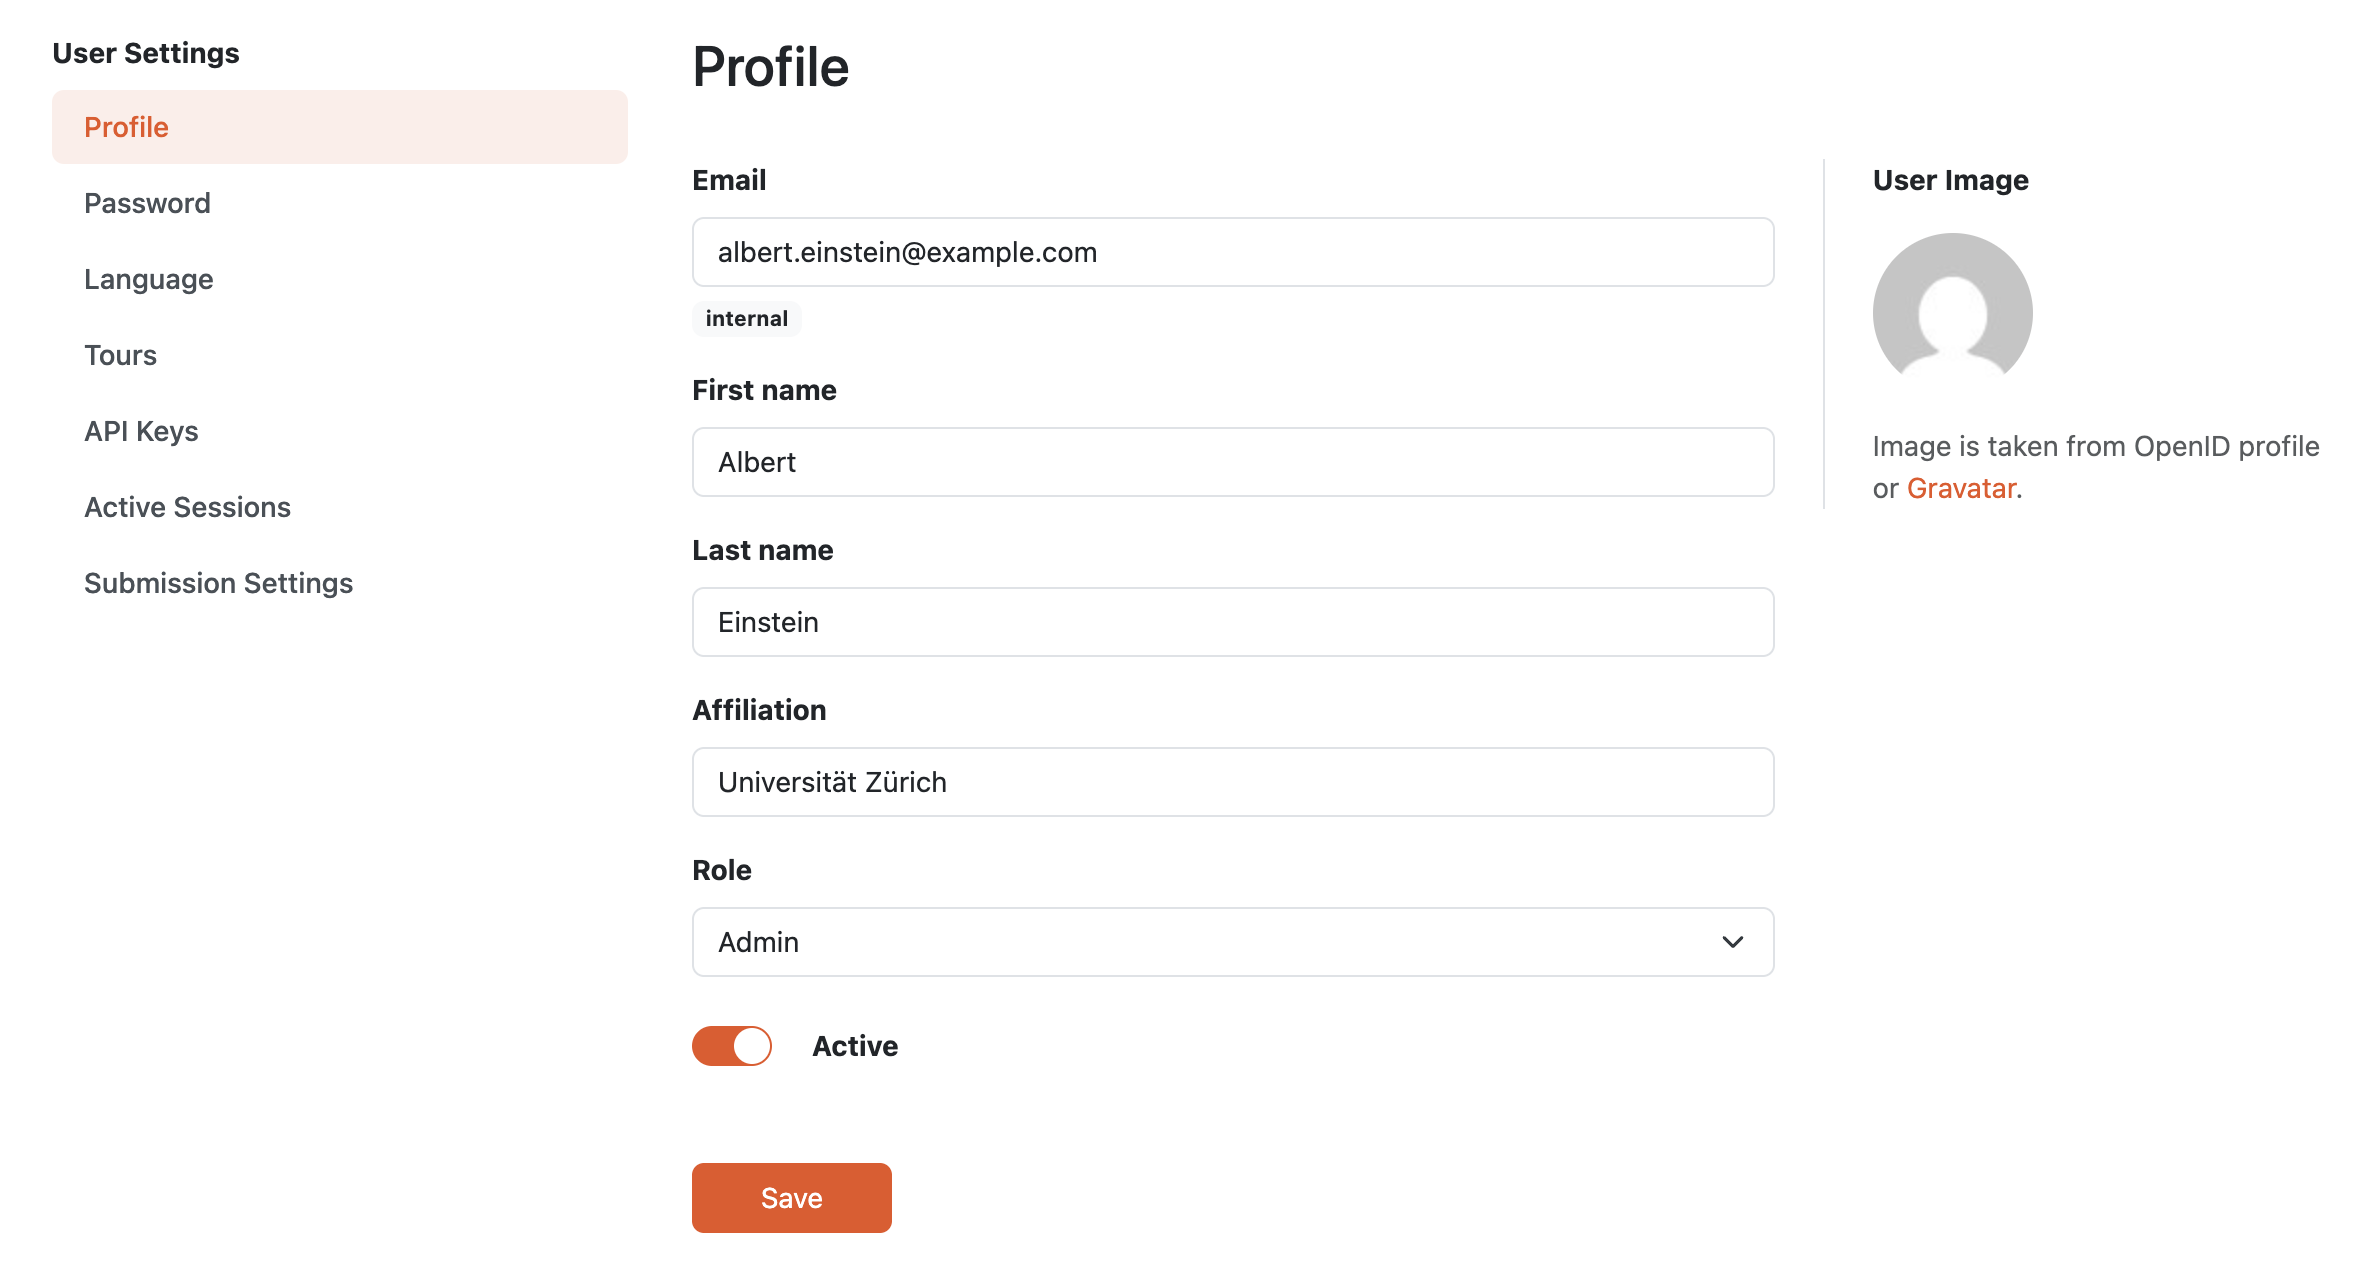 User Settings
Profile
Password
Language
Tours
API Keys
Active Sessions
Submission Settings
Profile
Email
albert.einstein@example.com
internal
First name
Albert
Last name
Einstein
Affiliation
Universität Zürich
Role
Admin
Active
Save
User Image
Image is taken from OpenID profile
or Gravatar.